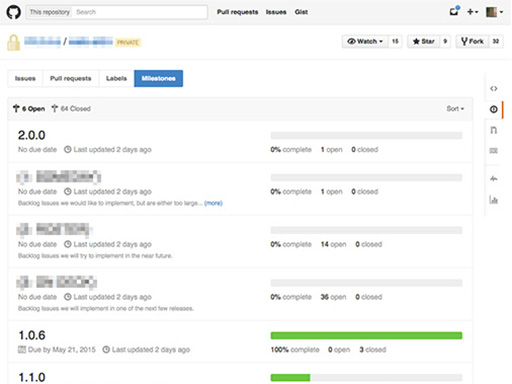 This repository Search Pull requests Issues Gist
/ PRIVATE Watch 15 Star 9 Fork 32
Issues Pull requests Labels Milestones
6 Open 64 Closed Sort
2.0.0
No due date Last updated 2 days ago 0% complete 1 open 0 closed
No due date Last updated 2 days ago 0% complete 1 open 0 closed
Backlog Issues we would like to implement, but are either too large... (more)
No due date Last updated 2 days ago 0% complete 14 open 0 closed
Backlog Issues we will try to implement in the near future.
No due date Last updated 2 days ago 0% complete 36 open 0 closed
Backlog Issues we will implement in one of the next few releases.
1.0.6
Due by May 21, 2015 Last updated 2 days ago 100% complete 0 open 3 closed
1.1.0